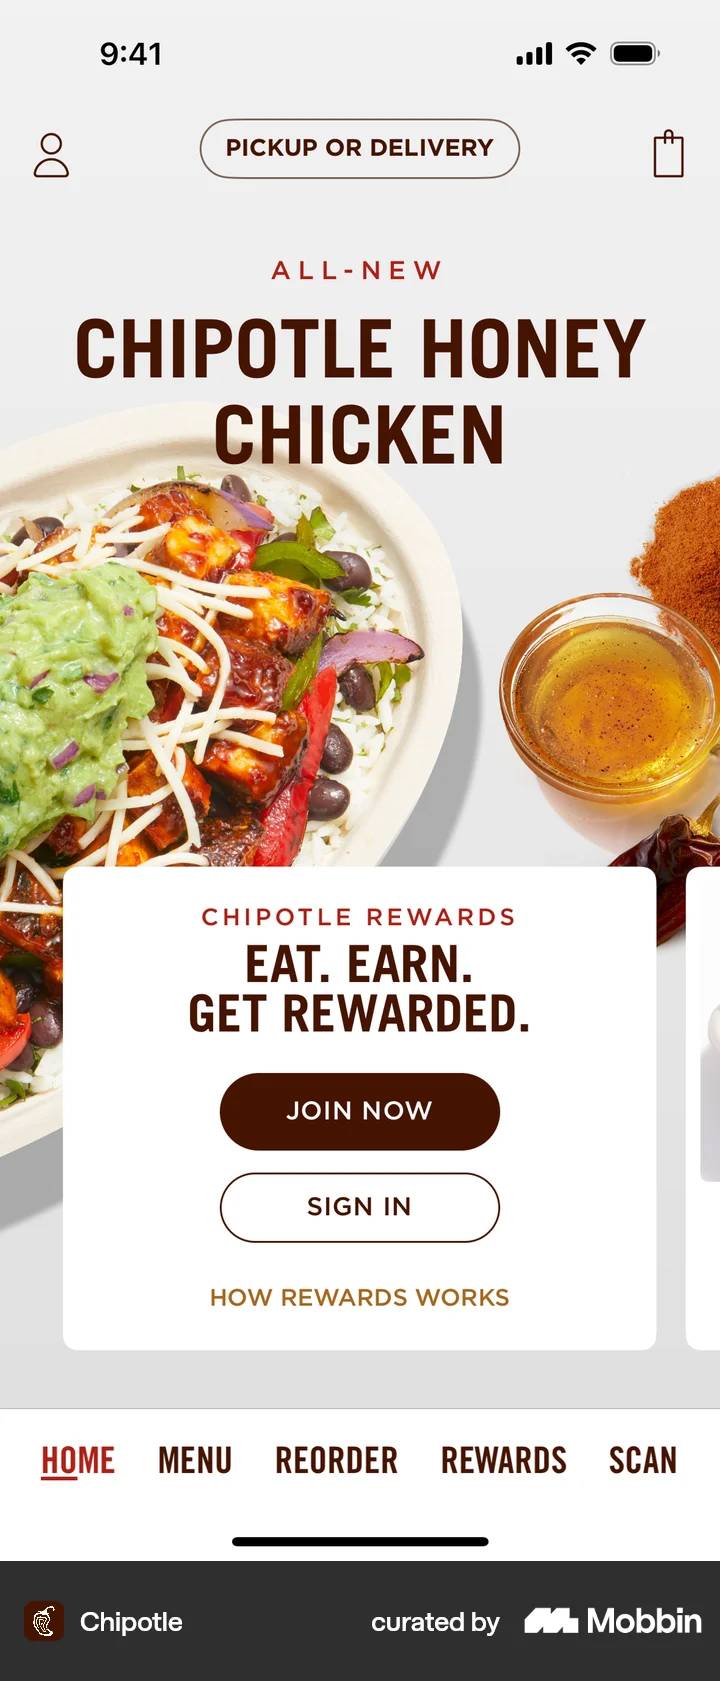 9:41
PICKUP OR DELIVERY
ALL-NEW
CHIPOTLE HONEY
CHICKEN
CHIPOTLE REWARDS
EAT. EARN.
GET REWARDED.
JOIN NOW
SIGN IN
HOW REWARDS WORKS
HOME MENU REORDER REWARDS SCAN
Chipotle curated by Mobbin